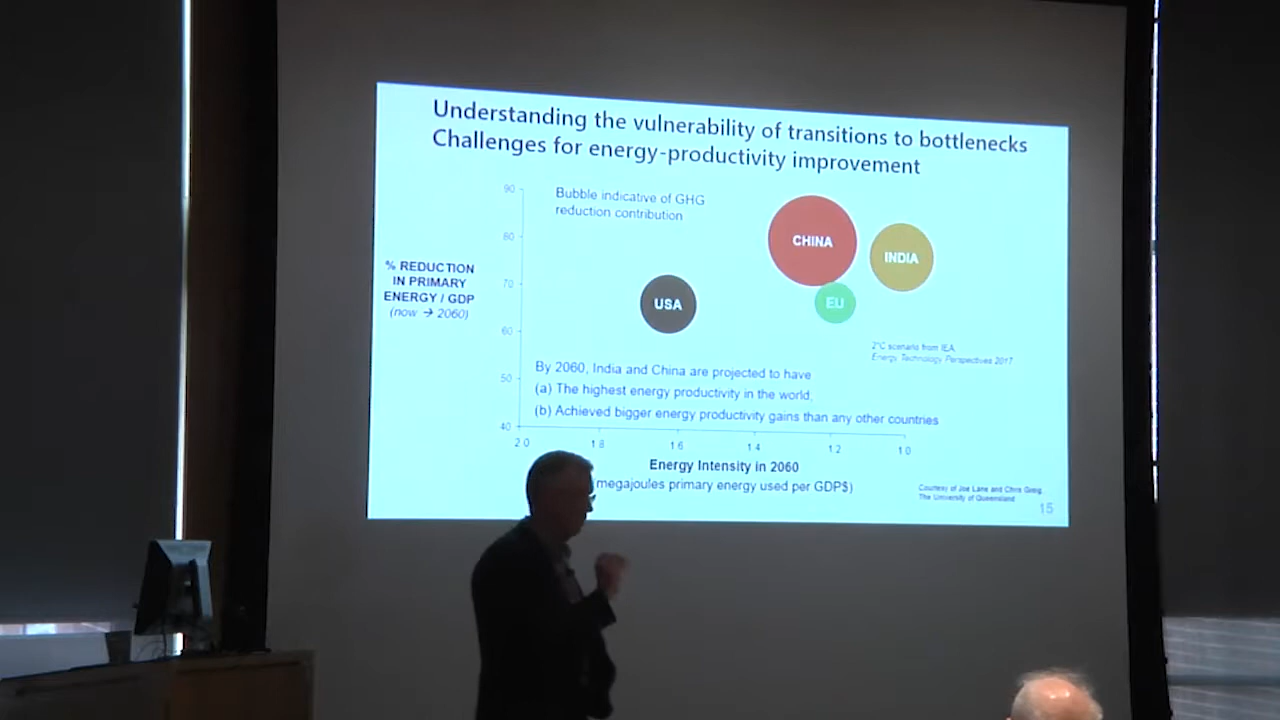 Understanding the vulnerability of transitions to bottlenecks
Challenges for energy-productivity improvement
90
Bubble indicative of GHG
reduction contribution
80
CHINA
INDIA
% REDUCTION
IN PRIMARY
ENERGY / GDP
(now → 2060)
70
USA
EU
60
2°C scenario from IEA,
Energy Technology Perspectives 2017
By 2060, India and China are projected to have
50
(a) The highest energy productivity in the world,
(b) Achieved bigger energy productivity gains than any other countries
40
2.0 1.8 1.6 1.4 1.2 1.0
Energy Intensity in 2060
megajoules primary energy used per GDP$)
Courtesy of Joe Lane and Chris Greig,
The University of Queensland
15